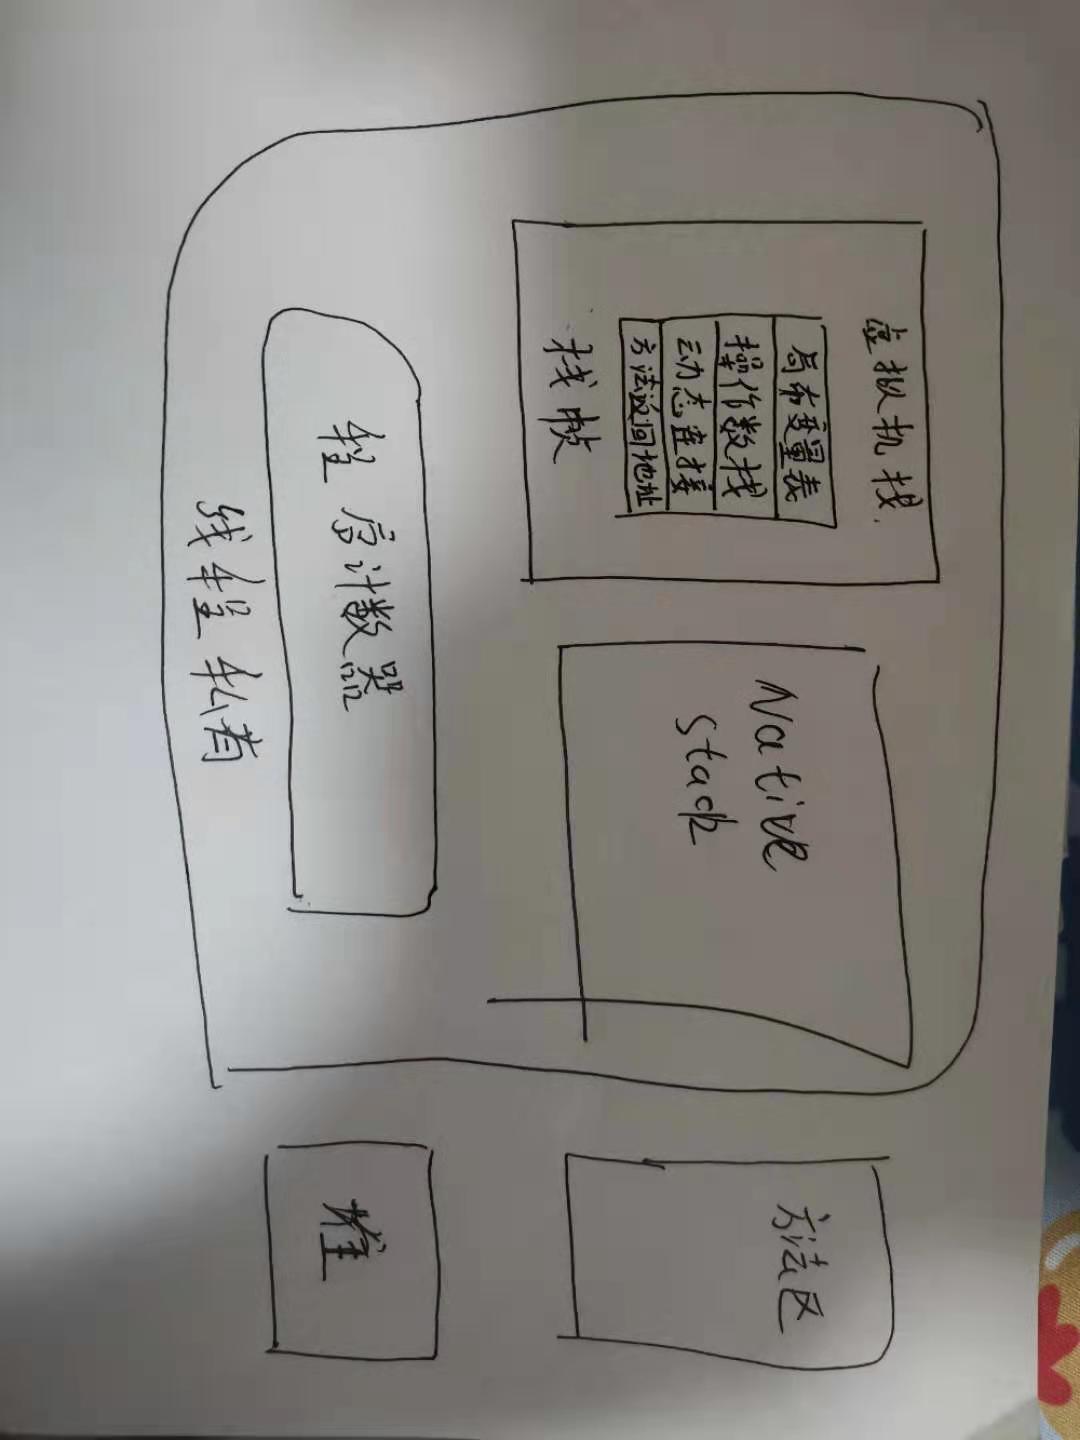 虚拟机栈
局布变量表
操作数栈
动态连接
方法返回地址
栈帧
Native
stack
方法区
程序计数器
线程私有
堆